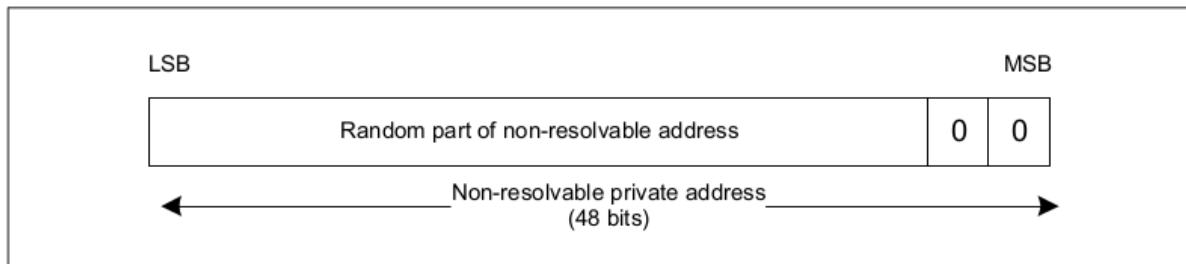 LSB MSB
Random part of non-resolvable address 0 0
Non-resolvable private address
(48 bits)